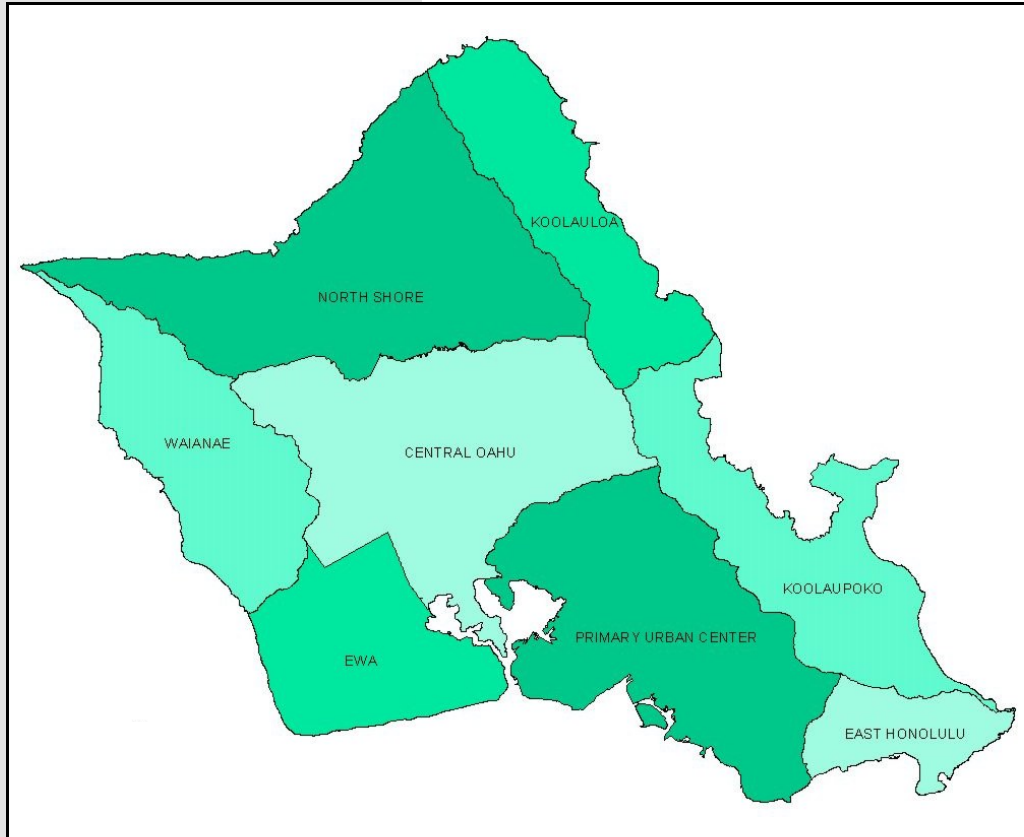 KOOLAULOA
NORTH SHORE
WAIANAE
CENTRAL OAHU
KOOLAUPOKO
PRIMARY URBAN CENTER
EWA
EAST HONOLULU